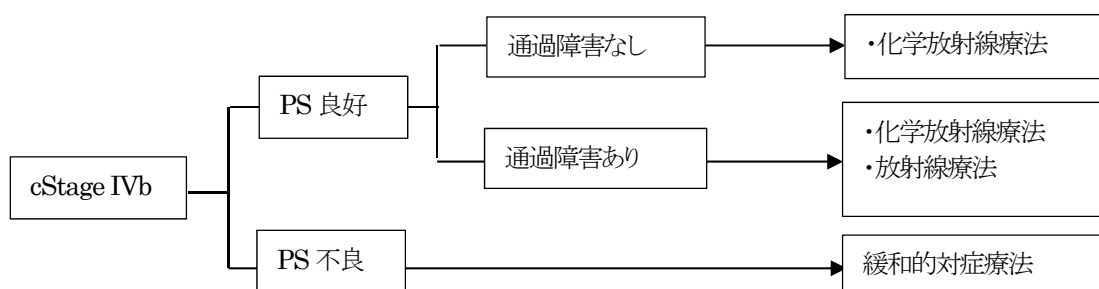 cStage IVb
PS 良好
PS 不良
通過障害なし
通過障害あり
・化学放射線療法
・化学放射線療法
・放射線療法
緩和的対症療法